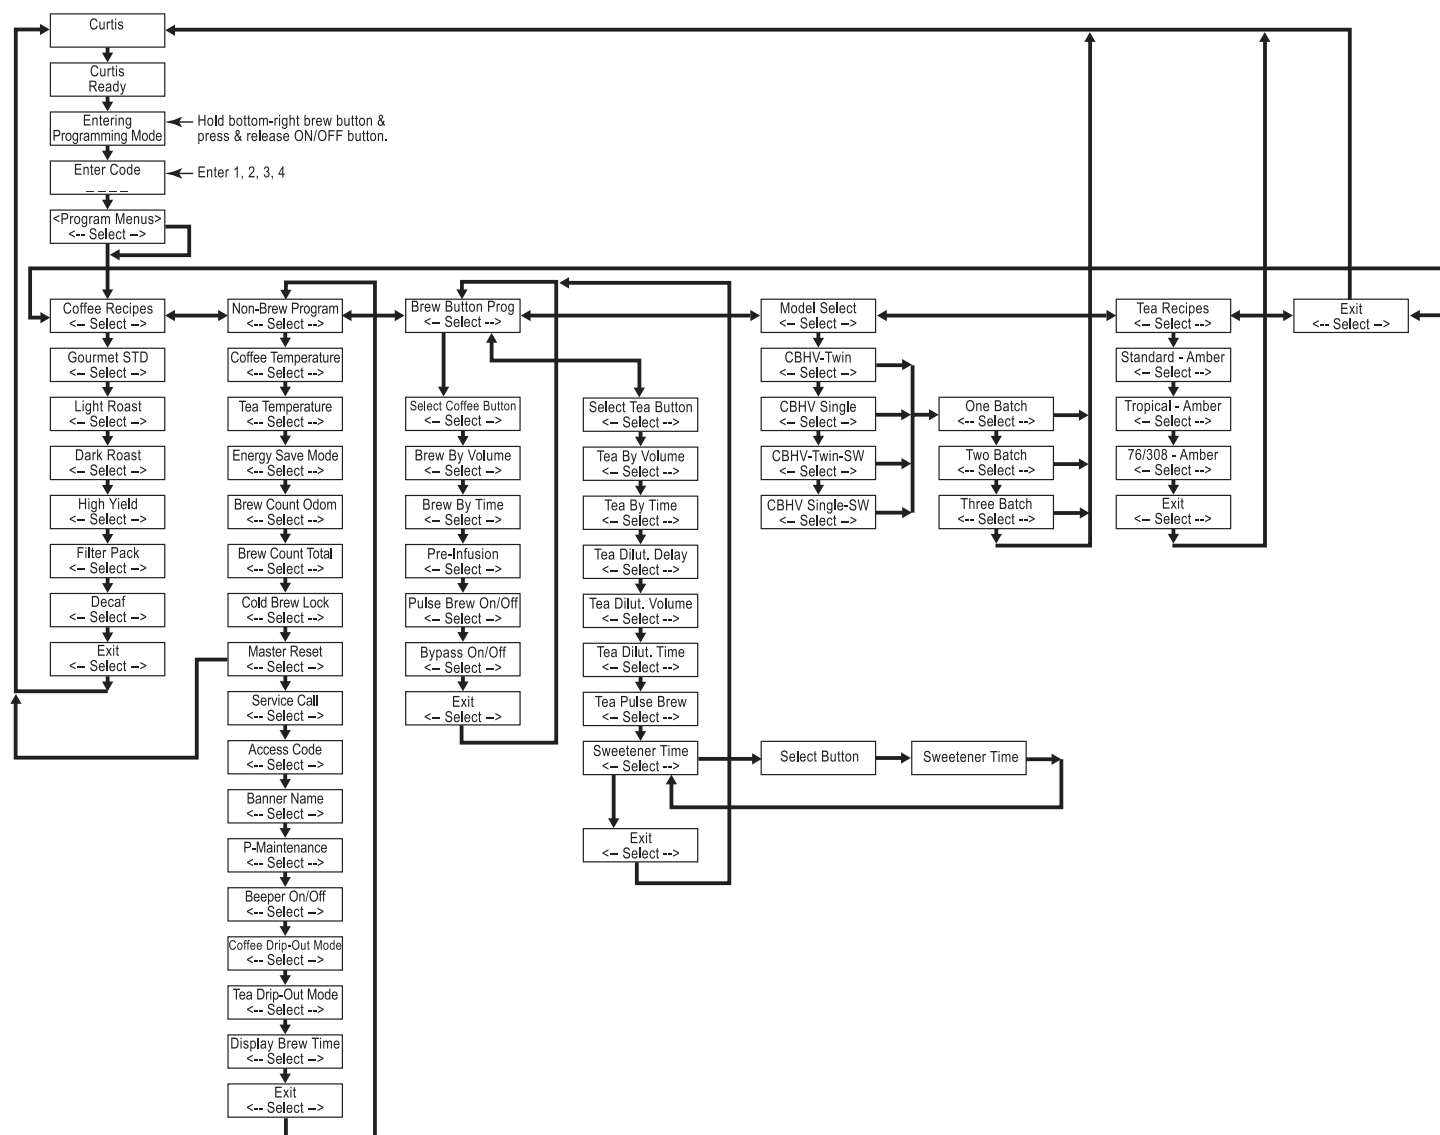 Curtis
Curtis
Ready
Entering
Programming Mode
Hold bottom-right brew button &
press & release ON/OFF button.
Enter Code
_ _ _ _
Enter 1, 2, 3, 4
<Program Menus>
<-- Select –>
Coffee Recipes
<– Select –>
Gourmet STD
<– Select –>
Light Roast
<– Select –>
Dark Roast
<– Select –>
High Yield
<– Select –>
Filter Pack
<– Select –>
Decaf
<– Select –>
Exit
<– Select –>
Non-Brew Program
<-- Select -->
Coffee Temperature
<-- Select -->
Tea Temperature
<-- Select -->
Energy Save Mode
<-- Select -->
Brew Count Odom
<-- Select -->
Brew Count Total
<-- Select -->
Cold Brew Lock
<-- Select -->
Master Reset
<-- Select –>
Service Call
<-- Select –>
Access Code
<-- Select –>
Banner Name
<-- Select –>
P-Maintenance
<-- Select –>
Beeper On/Off
<-- Select –>
Coffee Drip-Out Mode
<-- Select –>
Tea Drip-Out Mode
<-- Select –>
Display Brew Time
<-- Select –>
Exit
<-- Select –>
Brew Button Prog
<– Select -->
Select Coffee Button
<– Select –>
Brew By Volume
<– Select –>
Brew By Time
<– Select –>
Pre-Infusion
<– Select –>
Pulse Brew On/Off
<– Select –>
Bypass On/Off
<– Select –>
Exit
<– Select –>
Select Tea Button
<– Select -->
Tea By Volume
<– Select -->
Tea By Time
<– Select -->
Tea Dilut. Delay
<– Select -->
Tea Dilut. Volume
<– Select -->
Tea Dilut. Time
<– Select -->
Tea Pulse Brew
<– Select -->
Sweetener Time
<– Select -->
Exit
<– Select -->
Select Button
Sweetener Time
Model Select
<– Select –>
CBHV-Twin
<– Select –>
CBHV Single
<– Select –>
CBHV-Twin-SW
<– Select –>
CBHV Single-SW
<– Select –>
One Batch
<– Select -->
Two Batch
<– Select -->
Three Batch
<– Select -->
Tea Recipes
<– Select -->
Standard - Amber
<– Select -->
Tropical - Amber
<– Select -->
76/308 - Amber
<– Select -->
Exit
<– Select -->
Exit
<-- Select –>